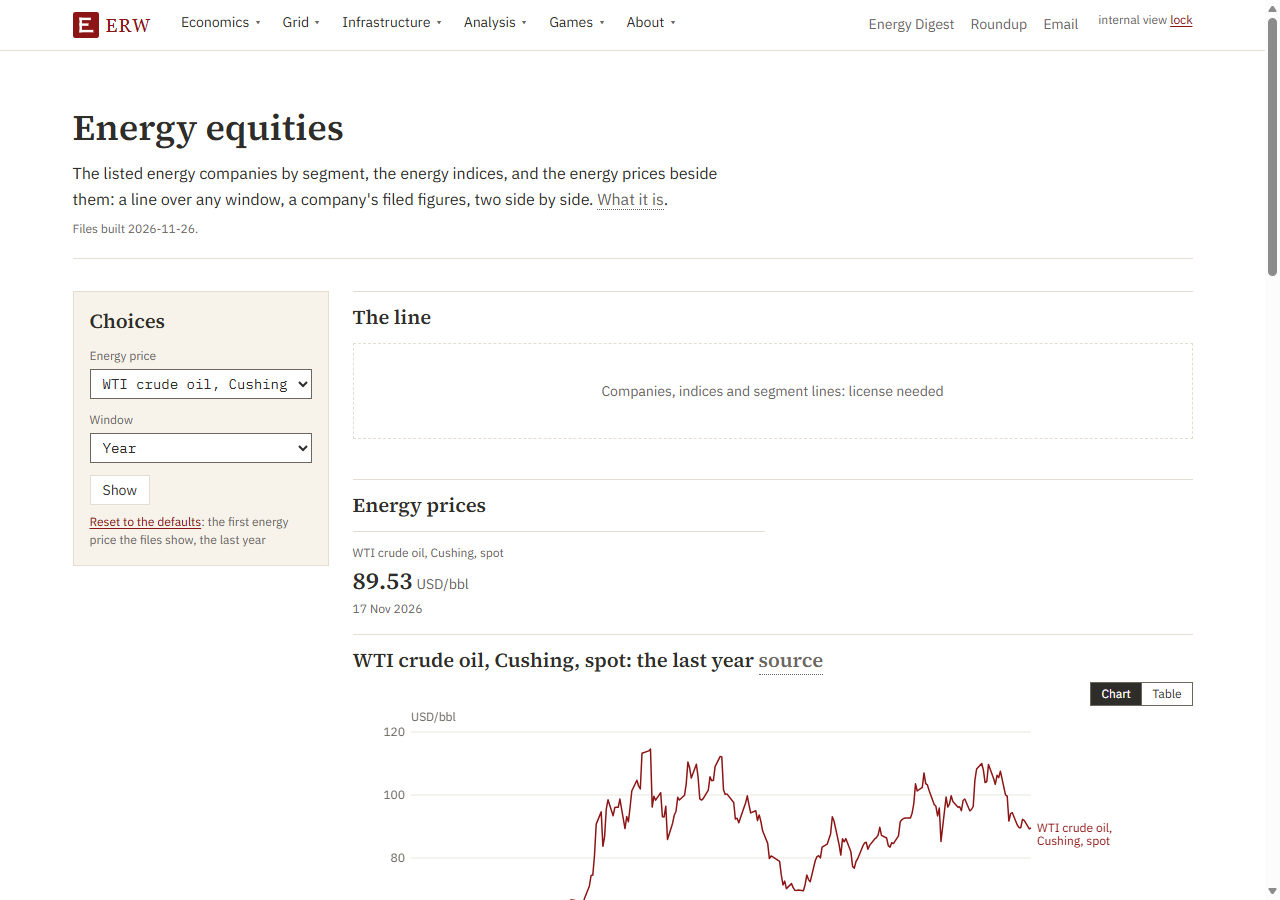 E ERW Economics Grid Infrastructure Analysis Games About Energy Digest Roundup Email internal view lock
Energy equities
The listed energy companies by segment, the energy indices, and the energy prices beside
them: a line over any window, a company's filed figures, two side by side. What it is.
Files built 2026-11-26.
Choices
Energy price
WTI crude oil, Cushing
Window
Year
Show
Reset to the defaults: the first energy
price the files show, the last year
The line
Companies, indices and segment lines: license needed
Energy prices
WTI crude oil, Cushing, spot
89.53 USD/bbl
17 Nov 2026
WTI crude oil, Cushing, spot: the last year source
Chart Table
USD/bbl
120
100
80
WTI crude oil,
Cushing, spot